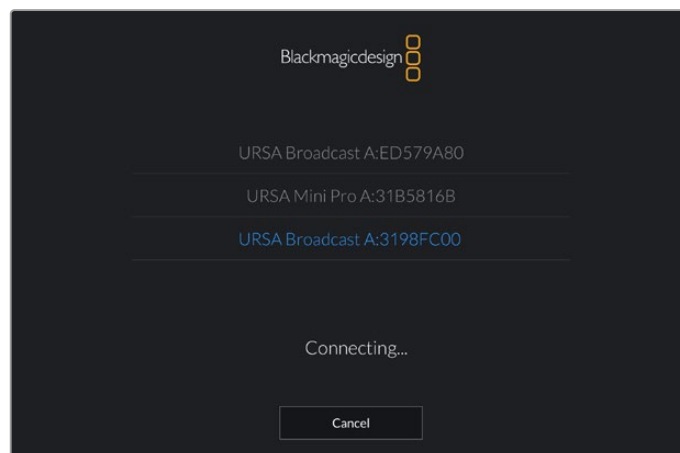 Blackmagicdesign
URSA Broadcast A:ED579A80
URSA Mini Pro A:31B5816B
URSA Broadcast A:3198FC00
Connecting...
Cancel